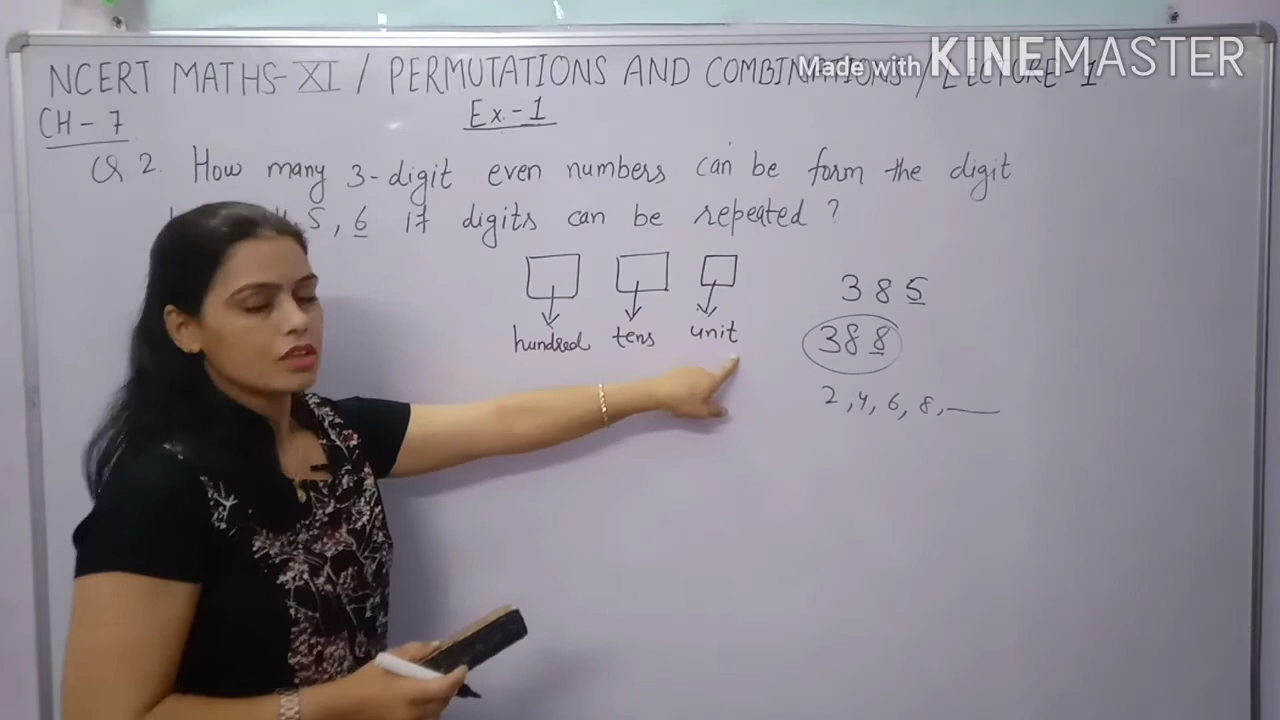 NCERT MATHS-XI / PERMUTATIONS AND COMBINATIONS / LECTURE-1
Made with KINEMASTER
CH-7
Ex.-1
Q 2. How many 3-digit even numbers can be form the digit
5, 6 if digits can be repeated ?
hundred tens unit
385
388
2, 4, 6, 8,